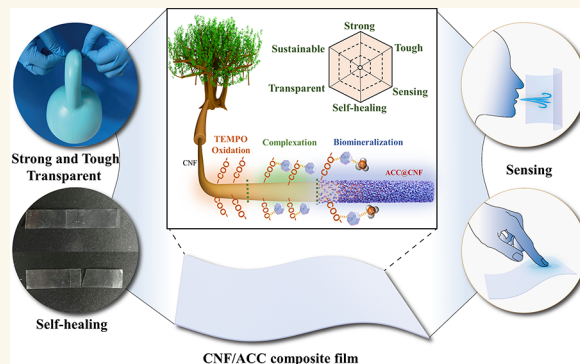 Strong
Sustainable
Tough
Transparent
Sensing
Self-healing
TEMPO
Oxidation
Complexation
Biomineralization
CNF
ACC@CNF
Strong and Tough
Transparent
Self-healing
Sensing
CNF/ACC composite film